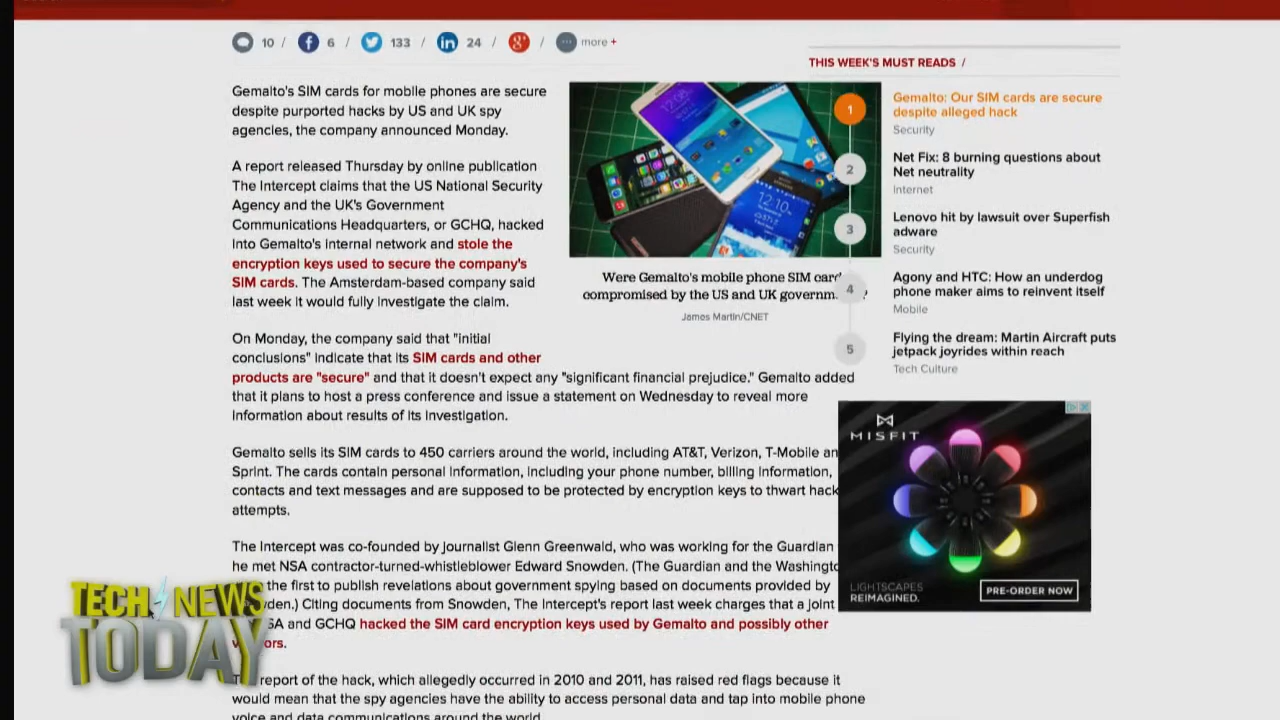 10 / 6 / 133 / 24 / / more +
THIS WEEK'S MUST READS /
Gemalto's SIM cards for mobile phones are secure
despite purported hacks by US and UK spy
agencies, the company announced Monday.
A report released Thursday by online publication
The Intercept claims that the US National Security
Agency and the UK's Government
Communications Headquarters, or GCHQ, hacked
into Gemalto's internal network and stole the
encryption keys used to secure the company's
SIM cards. The Amsterdam-based company said
last week it would fully investigate the claim.
On Monday, the company said that "initial
conclusions" indicate that its SIM cards and other
products are "secure" and that it doesn't expect any "significant financial prejudice." Gemalto added
that it plans to host a press conference and issue a statement on Wednesday to reveal more
information about results of its investigation.
Gemalto sells its SIM cards to 450 carriers around the world, including AT&T, Verizon, T-Mobile an
Sprint. The cards contain personal information, including your phone number, billing information,
contacts and text messages and are supposed to be protected by encryption keys to thwart hack
attempts.
The Intercept was co-founded by journalist Glenn Greenwald, who was working for the Guardian
he met NSA contractor-turned-whistleblower Edward Snowden. (The Guardian and the Washingto
the first to publish revelations about government spying based on documents provided by
den.) Citing documents from Snowden, The Intercept's report last week charges that a joint
SA and GCHQ hacked the SIM card encryption keys used by Gemalto and possibly other
ors.
report of the hack, which allegedly occurred in 2010 and 2011, has raised red flags because it
would mean that the spy agencies have the ability to access personal data and tap into mobile phone
voice and data communications around the world.
12:08
12:10
Were Gemalto's mobile phone SIM card
compromised by the US and UK governm ?
James Martin/CNET
1
Gemalto: Our SIM cards are secure
despite alleged hack
Security
2
Net Fix: 8 burning questions about
Net neutrality
Internet
3
Lenovo hit by lawsuit over Superfish
adware
Security
4
Agony and HTC: How an underdog
phone maker aims to reinvent itself
Mobile
5
Flying the dream: Martin Aircraft puts
jetpack joyrides within reach
Tech Culture
MISFIT
LIGHTSCAPES
REIMAGINED.
PRE-ORDER NOW
TECH NEWS
TODAY